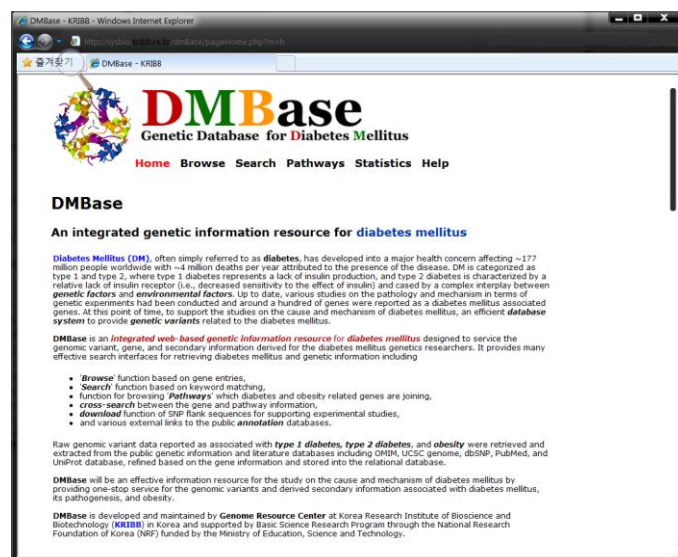 DMBase - KRIBB - Windows Internet Explorer
http://sysbio.kribb.re.kr/dmBase/pageHome.php?m=h
즐겨찾기 DMBase - KRIBB
DMBase
Genetic Database for Diabetes Mellitus
Home Browse Search Pathways Statistics Help
DMBase
An integrated genetic information resource for diabetes mellitus
Diabetes Mellitus (DM), often simply referred to as diabetes, has developed into a major health concern affecting ~177
million people worldwide with ~4 million deaths per year attributed to the presence of the disease. DM is categorized as
type 1 and type 2, where type 1 diabetes represents a lack of insulin production, and type 2 diabetes is characterized by a
relative lack of insulin receptor (i.e., decreased sensitivity to the effect of insulin) and cased by a complex interplay between
genetic factors and environmental factors. Up to date, various studies on the pathology and mechanism in terms of
genetic experiments had been conducted and around a hundred of genes were reported as a diabetes mellitus associated
genes. At this point of time, to support the studies on the cause and mechanism of diabetes mellitus, an efficient database
system to provide genetic variants related to the diabetes mellitus.
DMBase is an integrated web-based genetic information resource for diabetes mellitus designed to service the
genomic variant, gene, and secondary information derived for the diabetes mellitus genetics researchers. It provides many
effective search interfaces for retrieving diabetes mellitus and genetic information including
• 'Browse' function based on gene entries,
• 'Search' function based on keyword matching,
• function for browsing 'Pathways' which diabetes and obesity related genes are joining,
• cross-search between the gene and pathway information,
• download function of SNP flank sequences for supporting experimental studies,
• and various external links to the public annotation databases.
Raw genomic variant data reported as associated with type 1 diabetes, type 2 diabetes, and obesity were retrieved and
extracted from the public genetic information and literature databases including OMIM, UCSC genome, dbSNP, PubMed, and
UniProt database, refined based on the gene information and stored into the relational database.
DMBase will be an effective information resource for the study on the cause and mechanism of diabetes mellitus by
providing one-stop service for the genomic variants and derived secondary information associated with diabetes mellitus,
its pathogenesis, and obesity.
DMBase is developed and maintained by Genome Resource Center at Korea Research Institute of Bioscience and
Biotechnology (KRIBB) in Korea and supported by Basic Science Research Program through the National Research
Foundation of Korea (NRF) funded by the Ministry of Education, Science and Technology.